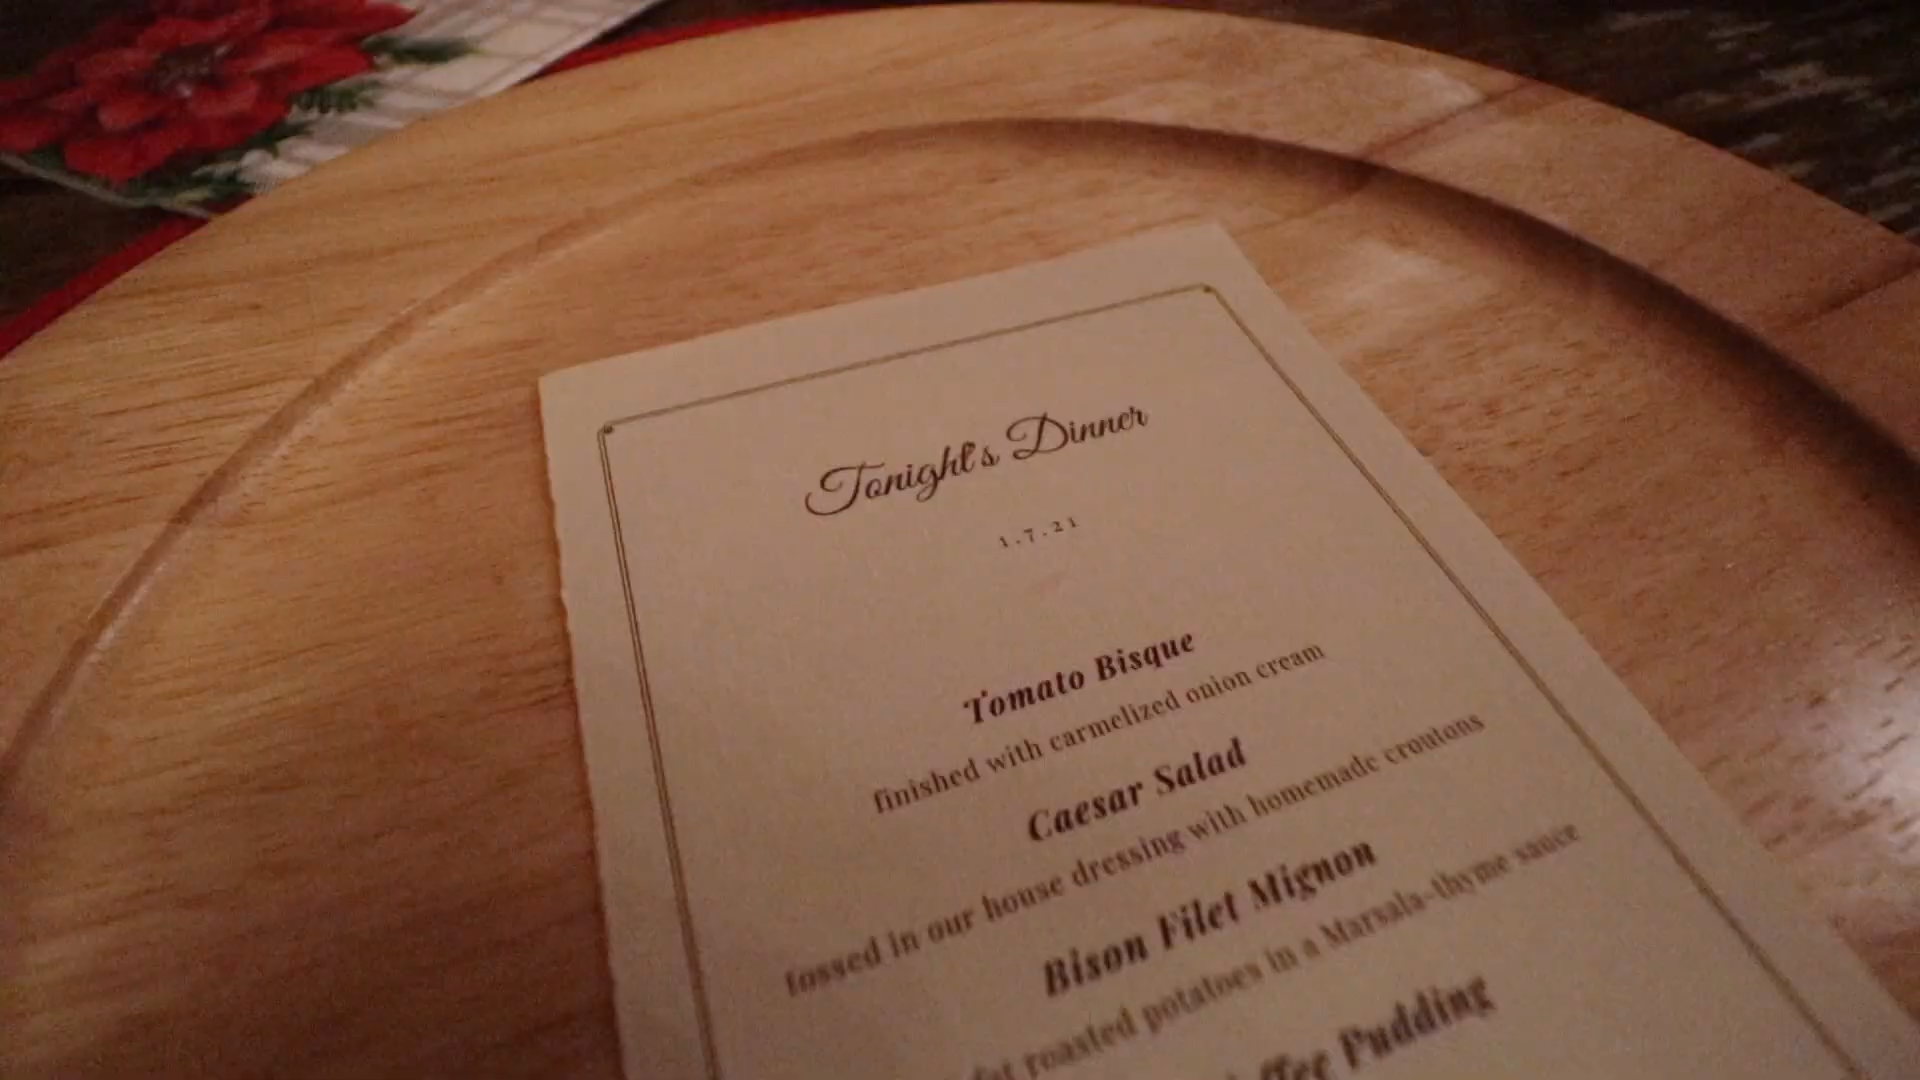 Tonight's Dinner
1.7.21
Tomato Bisque
finished with carmelized onion cream
Caesar Salad
tossed in our house dressing with homemade croutons
Bison Filet Mignon
roasted potatoes in a Marsala-thyme sauce
Pudding